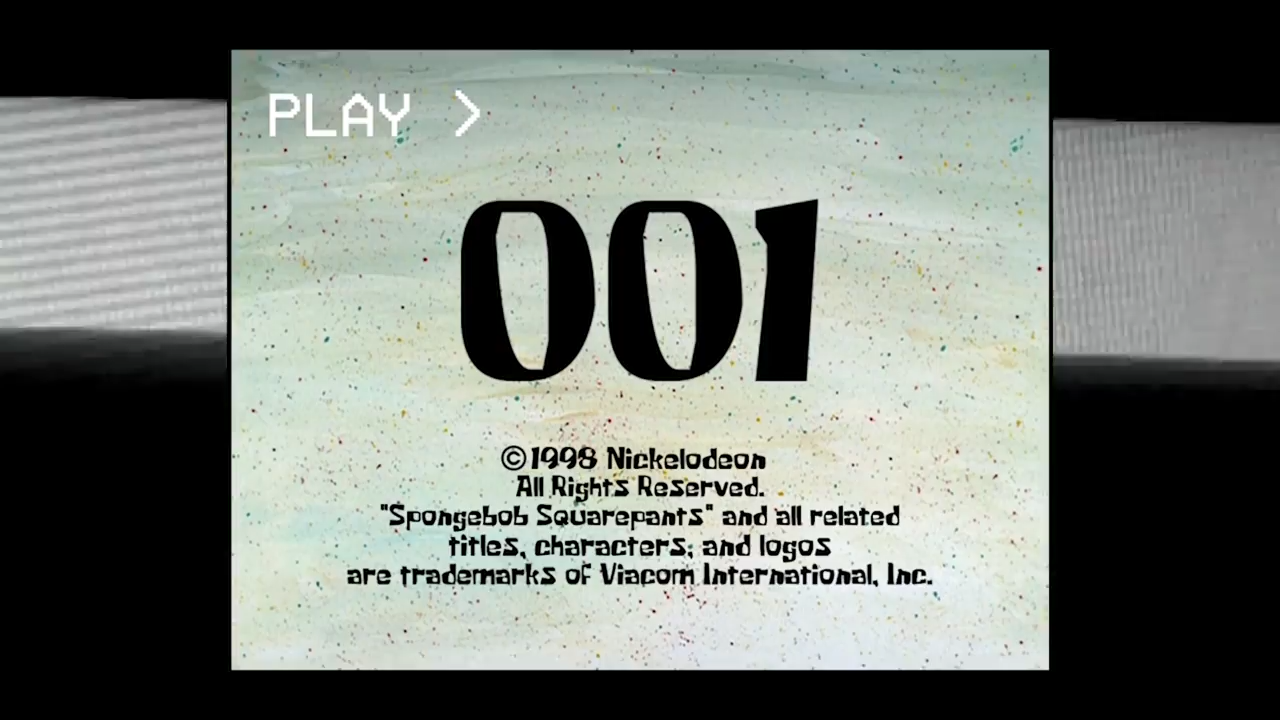 PLAY >
001
©1998 Nickelodeon
All Rights Reserved.
"Spongebob Squarepants" and all related
titles, characters, and logos
are trademarks of Viacom International, Inc.